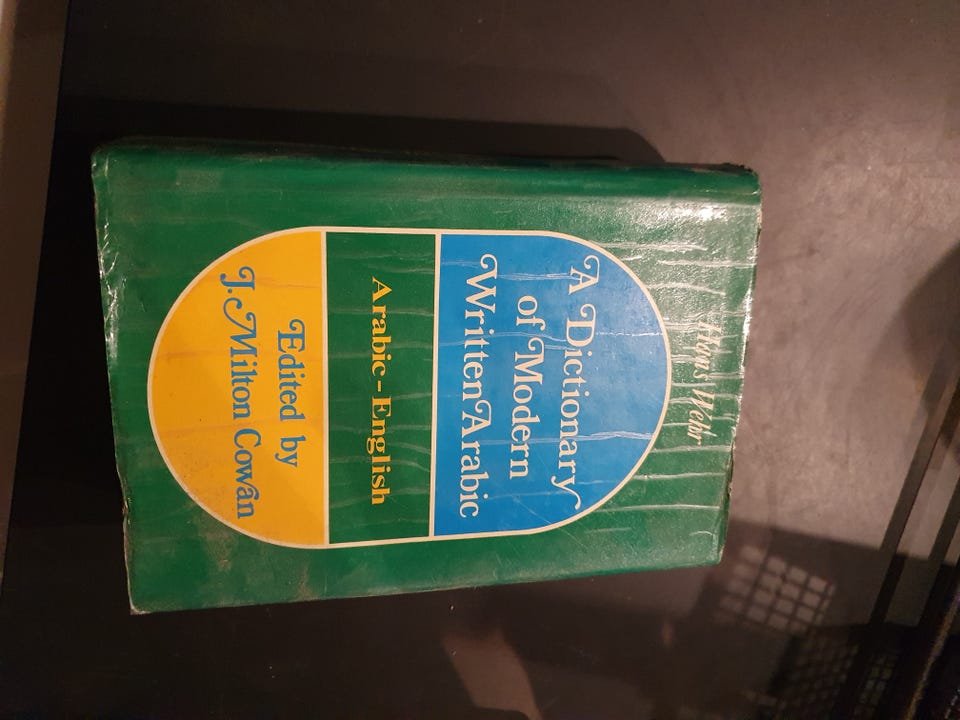 Hans Wehr
A Dictionary
of Modern
Written Arabic
Arabic-English
Edited by
J. Milton Cowan